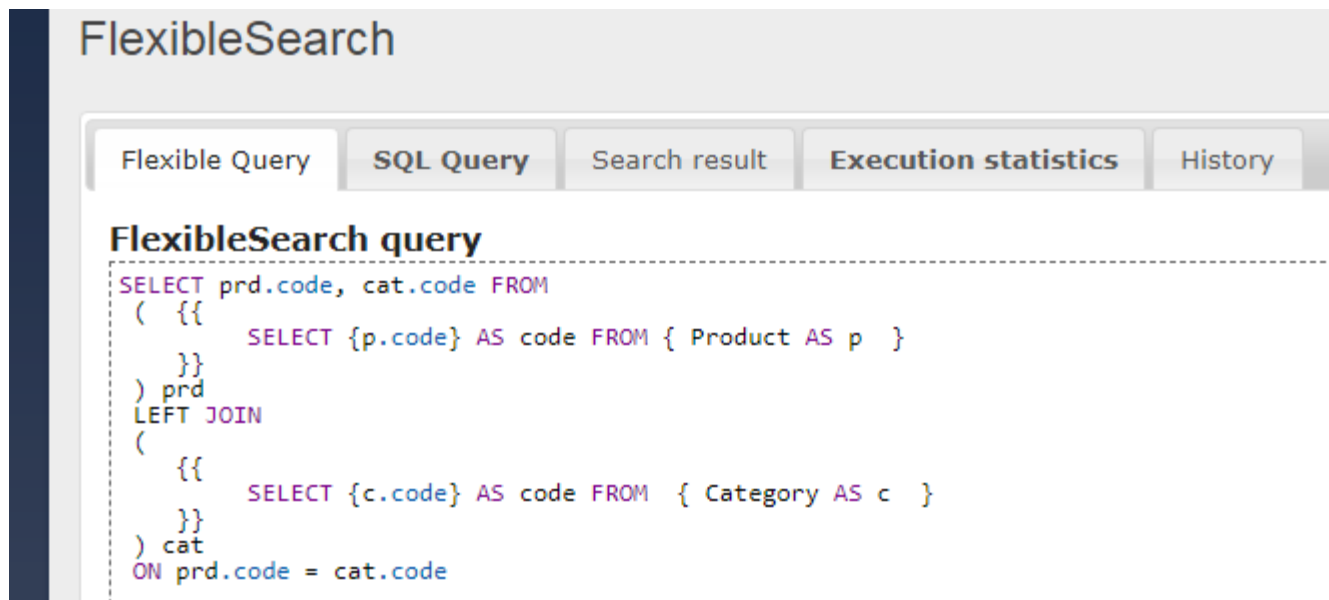 FlexibleSearch
Flexible Query SQL Query Search result Execution statistics History
FlexibleSearch query
SELECT prd.code, cat.code FROM
( {{
SELECT {p.code} AS code FROM { Product AS p }
}}
) prd
LEFT JOIN
(
{{
SELECT {c.code} AS code FROM { Category AS c }
}}
) cat
ON prd.code = cat.code